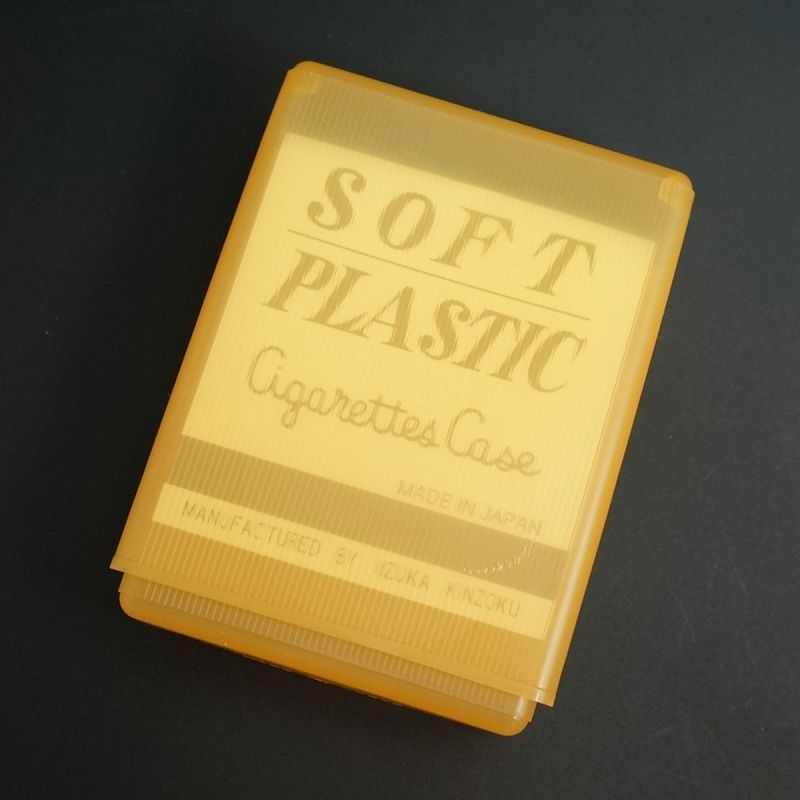 SOFT
PLASTIC
Cigarettes Case
MADE IN JAPAN
MANUFACTURED BY IIZUKA KINZOKU